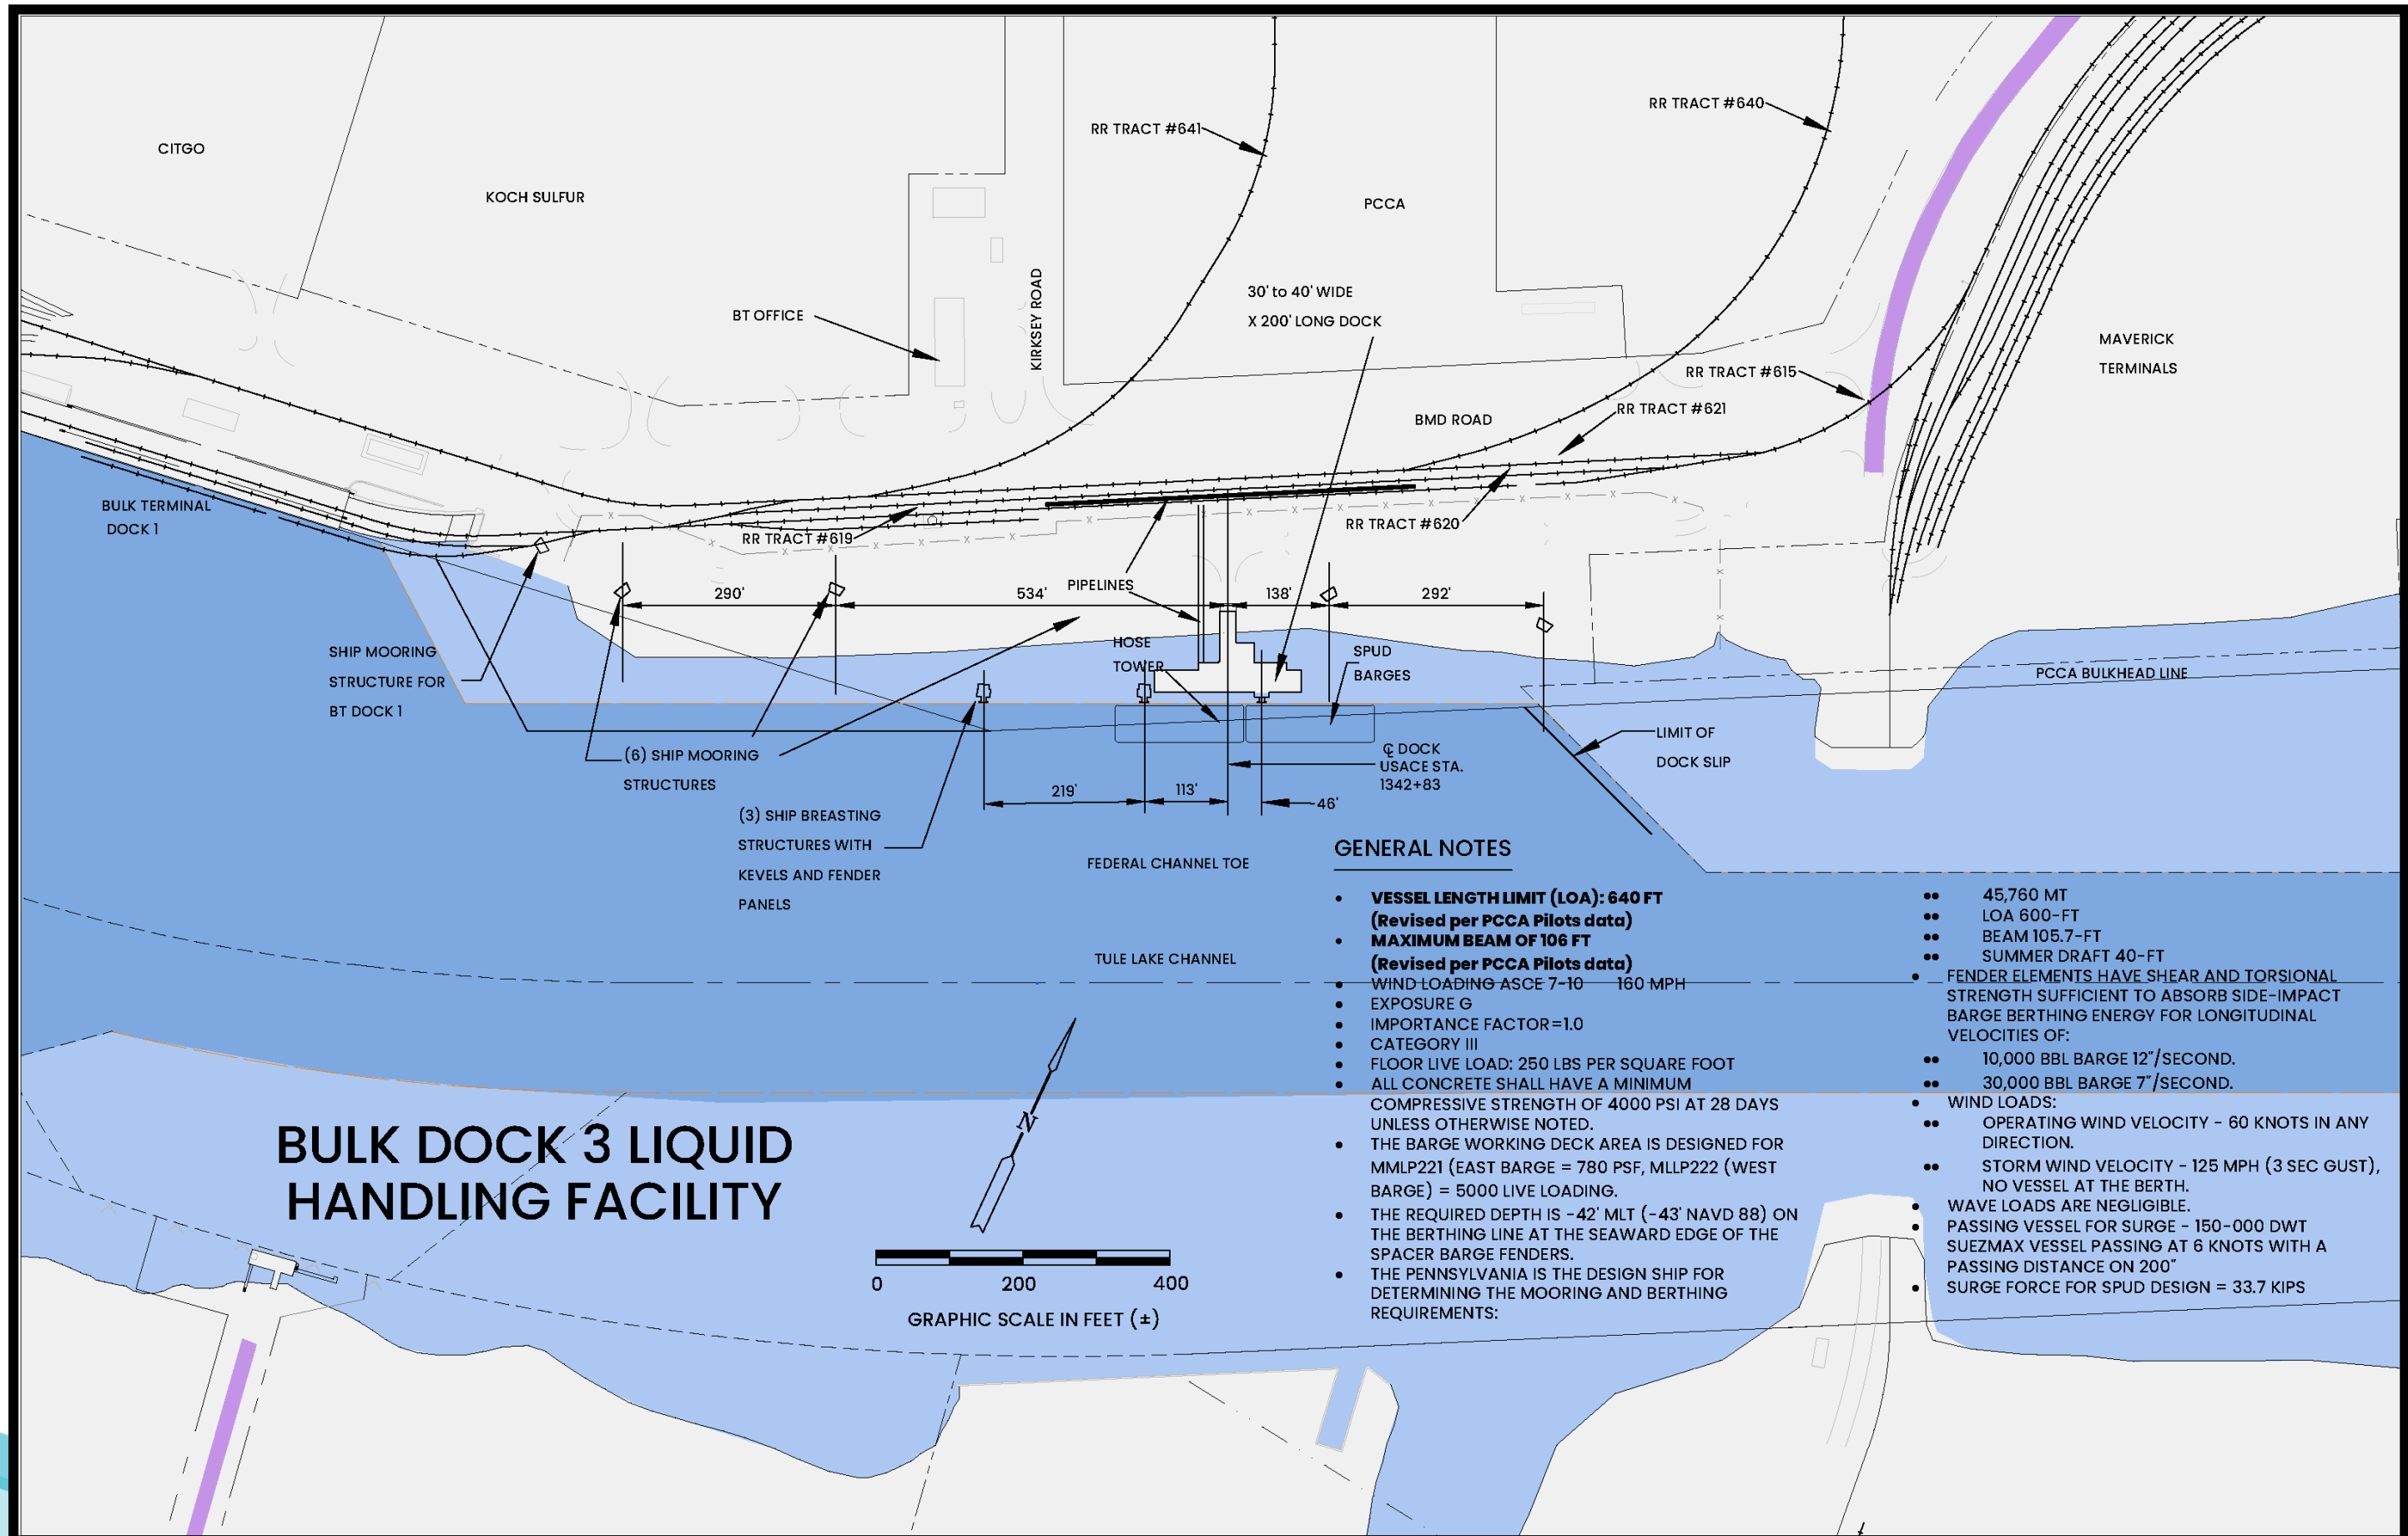 CITGO
KOCH SULFUR
RR TRACT #641
RR TRACT #640
PCCA
KIRKSEY ROAD
30' to 40' WIDE
X 200' LONG DOCK
BT OFFICE
MAVERICK
TERMINALS
RR TRACT #615
RR TRACT #621
BMD ROAD
BULK TERMINAL
DOCK 1
RR TRACT #619
RR TRACT #620
PIPELINES
290'
534'
138'
292'
SHIP MOORING
STRUCTURE FOR
BT DOCK 1
HOSE
TOWER
SPUD
BARGES
PCCA BULKHEAD LINE
LIMIT OF
DOCK SLIP
(6) SHIP MOORING
STRUCTURES
℄ DOCK
USACE STA.
1342+83
219'
113'
46'
(3) SHIP BREASTING
STRUCTURES WITH
KEVELS AND FENDER
PANELS
FEDERAL CHANNEL TOE
TULE LAKE CHANNEL
N
BULK DOCK 3 LIQUID
HANDLING FACILITY
0 200 400
GRAPHIC SCALE IN FEET (±)
GENERAL NOTES
• VESSEL LENGTH LIMIT (LOA): 640 FT
(Revised per PCCA Pilots data)
• MAXIMUM BEAM OF 106 FT
(Revised per PCCA Pilots data)
• WIND LOADING ASCE 7-10 160 MPH
• EXPOSURE G
• IMPORTANCE FACTOR=1.0
• CATEGORY III
• FLOOR LIVE LOAD: 250 LBS PER SQUARE FOOT
• ALL CONCRETE SHALL HAVE A MINIMUM
COMPRESSIVE STRENGTH OF 4000 PSI AT 28 DAYS
UNLESS OTHERWISE NOTED.
• THE BARGE WORKING DECK AREA IS DESIGNED FOR
MMLP221 (EAST BARGE = 780 PSF, MLLP222 (WEST
BARGE) = 5000 LIVE LOADING.
• THE REQUIRED DEPTH IS -42' MLT (-43' NAVD 88) ON
THE BERTHING LINE AT THE SEAWARD EDGE OF THE
SPACER BARGE FENDERS.
• THE PENNSYLVANIA IS THE DESIGN SHIP FOR
DETERMINING THE MOORING AND BERTHING
REQUIREMENTS:
•• 45,760 MT
•• LOA 600-FT
•• BEAM 105.7-FT
•• SUMMER DRAFT 40-FT
• FENDER ELEMENTS HAVE SHEAR AND TORSIONAL
STRENGTH SUFFICIENT TO ABSORB SIDE-IMPACT
BARGE BERTHING ENERGY FOR LONGITUDINAL
VELOCITIES OF:
•• 10,000 BBL BARGE 12"/SECOND.
•• 30,000 BBL BARGE 7"/SECOND.
• WIND LOADS:
•• OPERATING WIND VELOCITY - 60 KNOTS IN ANY
DIRECTION.
•• STORM WIND VELOCITY - 125 MPH (3 SEC GUST),
NO VESSEL AT THE BERTH.
• WAVE LOADS ARE NEGLIGIBLE.
• PASSING VESSEL FOR SURGE - 150-000 DWT
SUEZMAX VESSEL PASSING AT 6 KNOTS WITH A
PASSING DISTANCE ON 200"
• SURGE FORCE FOR SPUD DESIGN = 33.7 KIPS